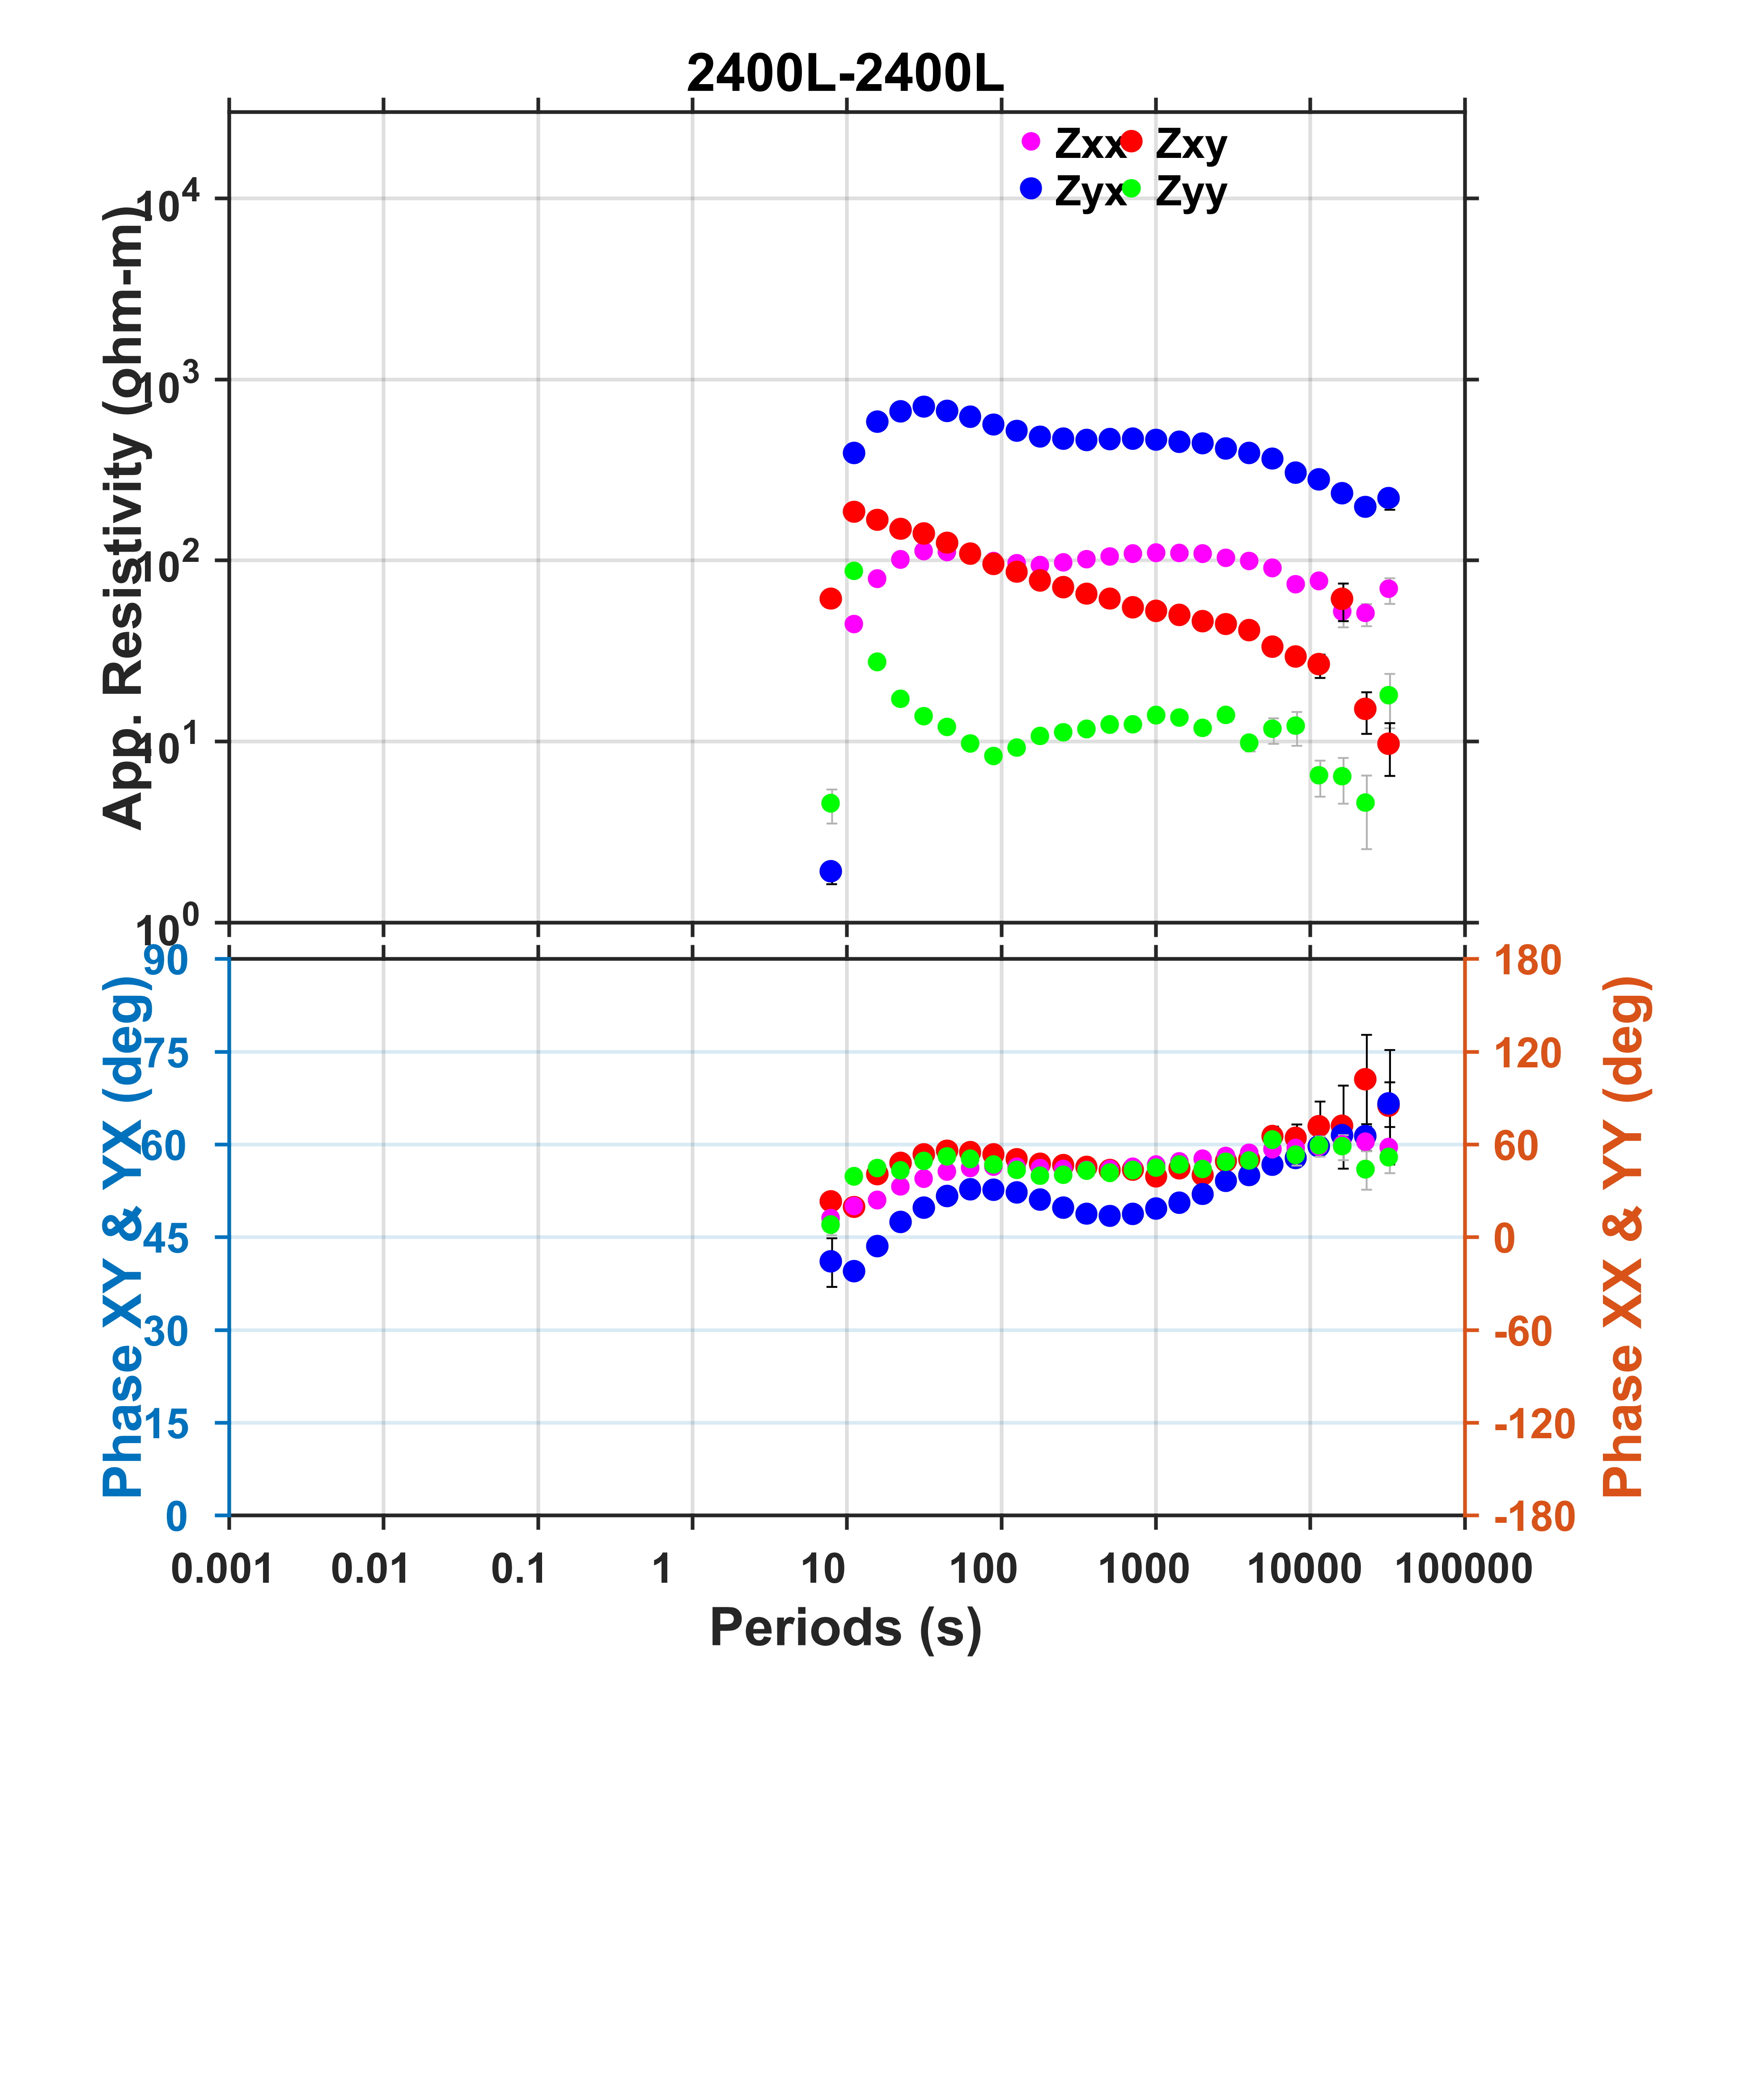 2400L-2400L
Zxx Zxy
Zyx Zyy
App. Resistivity (ohm-m)
10^4
10^3
10^2
10^1
10^0
Phase XY & YX (deg)
90
75
60
45
30
15
0
Phase XX & YY (deg)
180
120
60
0
-60
-120
-180
0.001 0.01 0.1 1 10 100 1000 10000 100000
Periods (s)